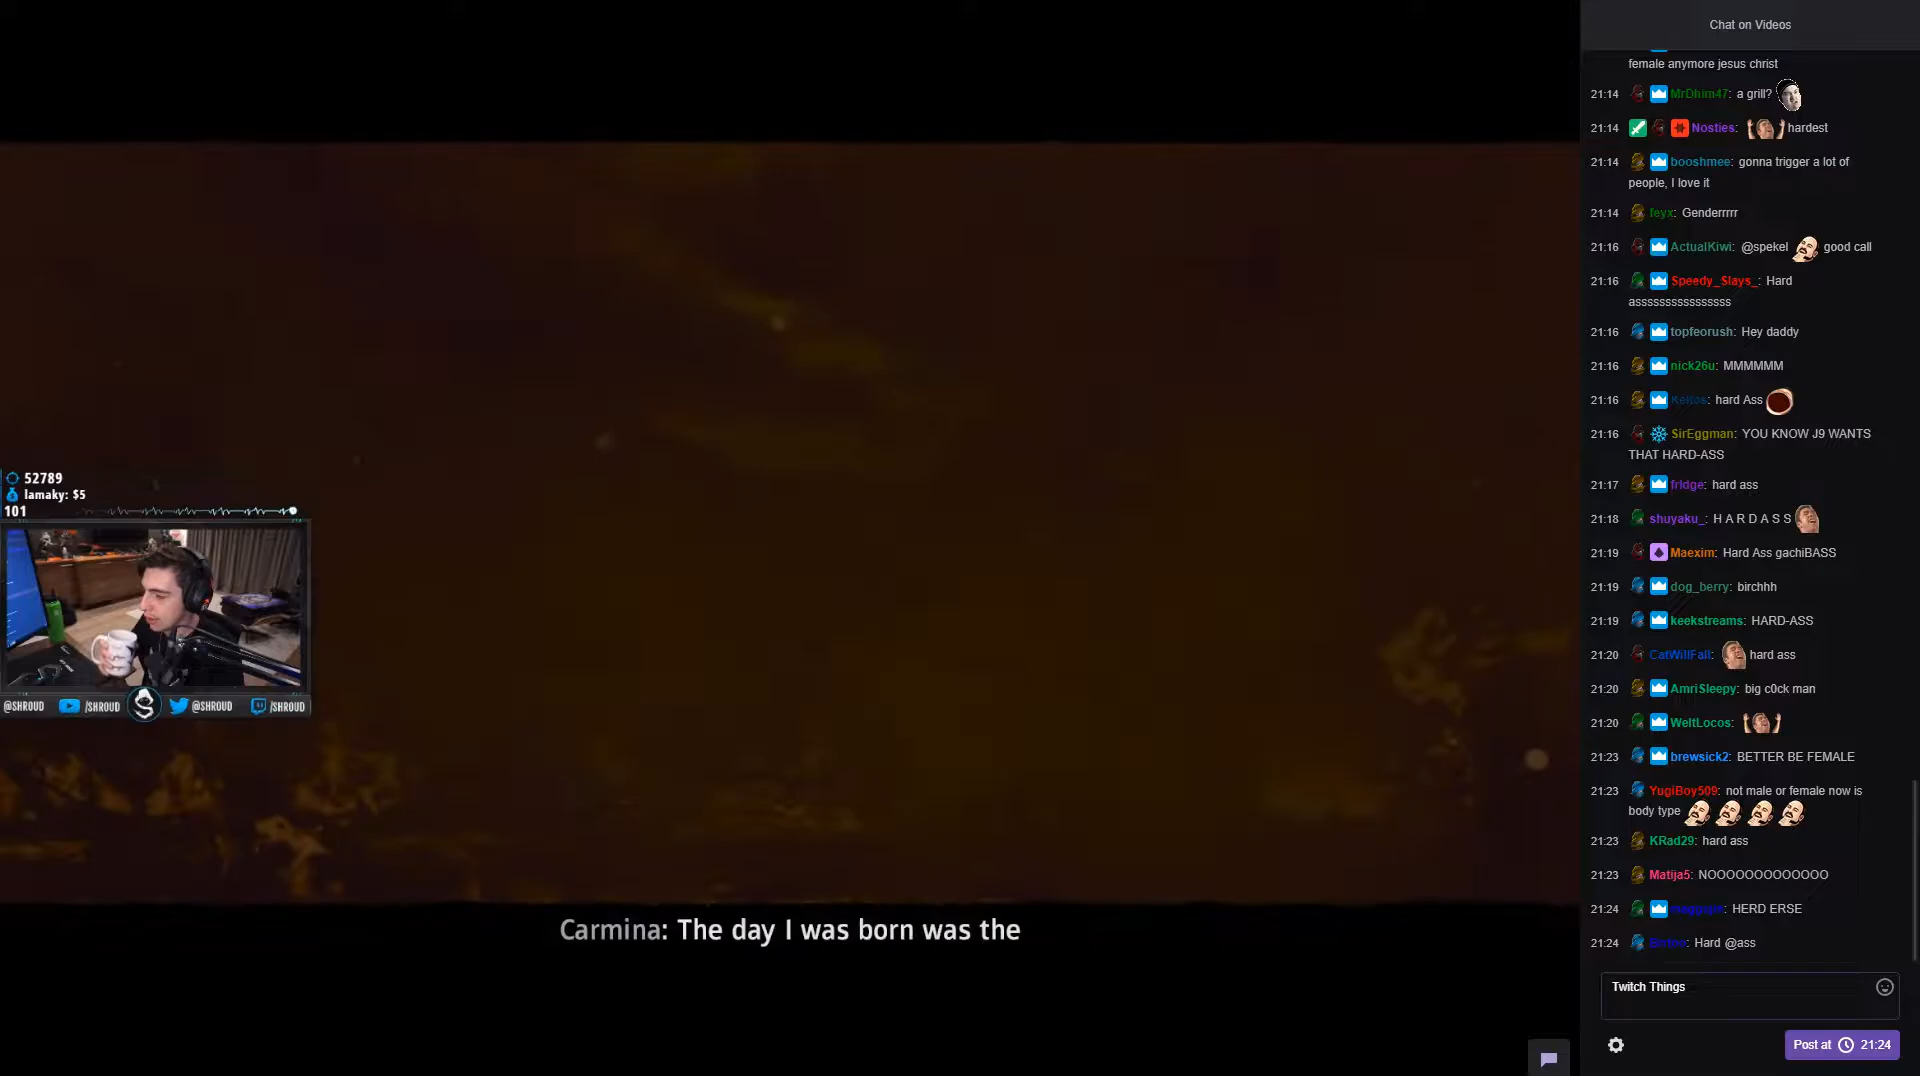 Chat on Videos
female anymore jesus christ
21:14 MrDhim47: a grill?
21:14 Nosties: hardest
21:14 booshmee: gonna trigger a lot of
people, I love it
21:14 feyx: Genderrrrr
21:16 ActualKiwi: @spekel good call
21:16 Speedy_Slays_: Hard
assssssssssssssss
21:16 topfeorush: Hey daddy
21:16 nick26u: MMMMMM
21:16 hard Ass
21:16 SirEggman: YOU KNOW J9 WANTS
THAT HARD-ASS
21:17 fridge: hard ass
21:18 shuyaku_: H A R D A S S
21:19 Maexim: Hard Ass gachiBASS
21:19 dog_berry: birchhh
21:19 keekstreams: HARD-ASS
21:20 CatWillFall: hard ass
21:20 AmriSleepy: big c0ck man
21:20 WeltLocos:
21:23 brewsick2: BETTER BE FEMALE
21:23 YugiBoy509: not male or female now is
body type
21:23 KRad29: hard ass
21:23 Matija5: NOOOOOOOOOOOOO
21:24 HERD ERSE
21:24 Hard @ass
Twitch Things
Post at 21:24
52789
lamaky: $5
101
@SHROUD /SHROUD @SHROUD /SHROUD
Carmina: The day I was born was the